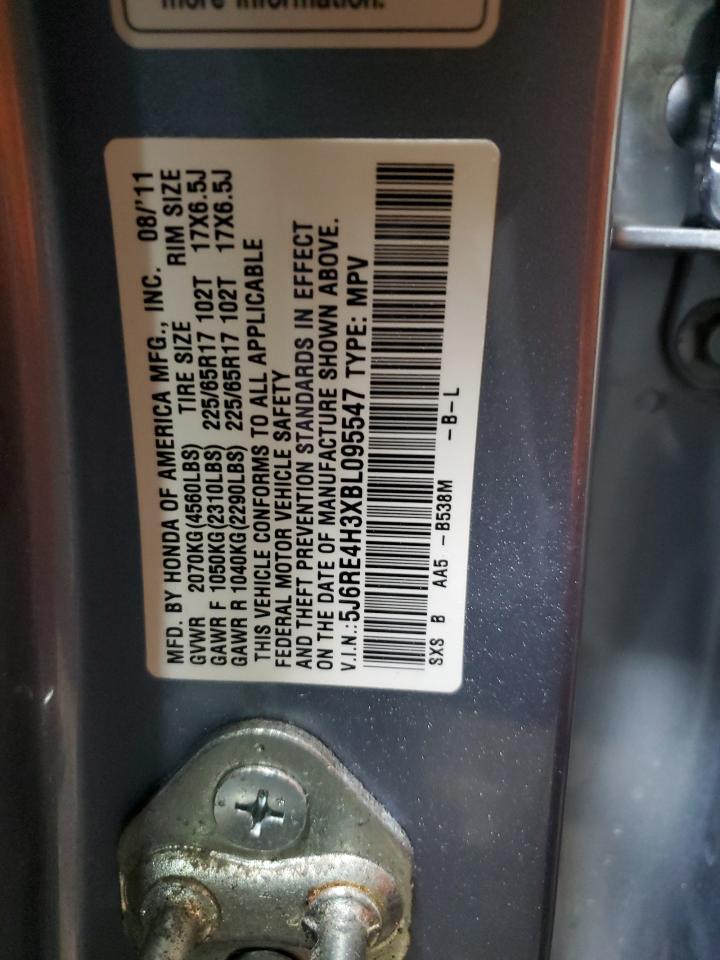 more information.
MFD. BY HONDA OF AMERICA MFG., INC. 08/'11
GVWR 2070KG(4560LBS) TIRE SIZE RIM SIZE
GAWR F 1050KG(2310LBS) 225/65R17 102T 17X6.5J
GAWR R 1040KG(2290LBS) 225/65R17 102T 17X6.5J
THIS VEHICLE CONFORMS TO ALL APPLICABLE
FEDERAL MOTOR VEHICLE SAFETY
AND THEFT PREVENTION STANDARDS IN EFFECT
ON THE DATE OF MANUFACTURE SHOWN ABOVE.
V.I.N.:5J6RE4H3XBL095547 TYPE: MPV
SXS B AA5 -B538M -B-L